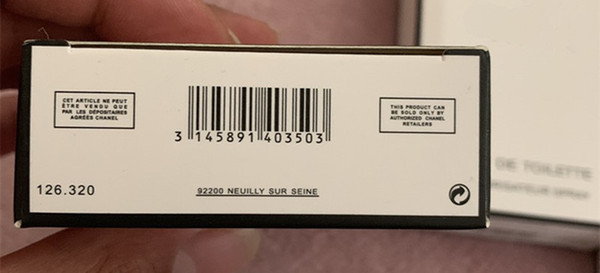 CET ARTICLE NE PEUT
ÊTRE VENDU QUE
PAR LES DÉPOSITAIRES
AGRÉÉS CHANEL
3 145891 403503
THIS PRODUCT CAN
BE SOLD ONLY BY
AUTHORIZED CHANEL
RETAILERS
126.320
92200 NEUILLY SUR SEINE
DE TOILETTE
SPRAY